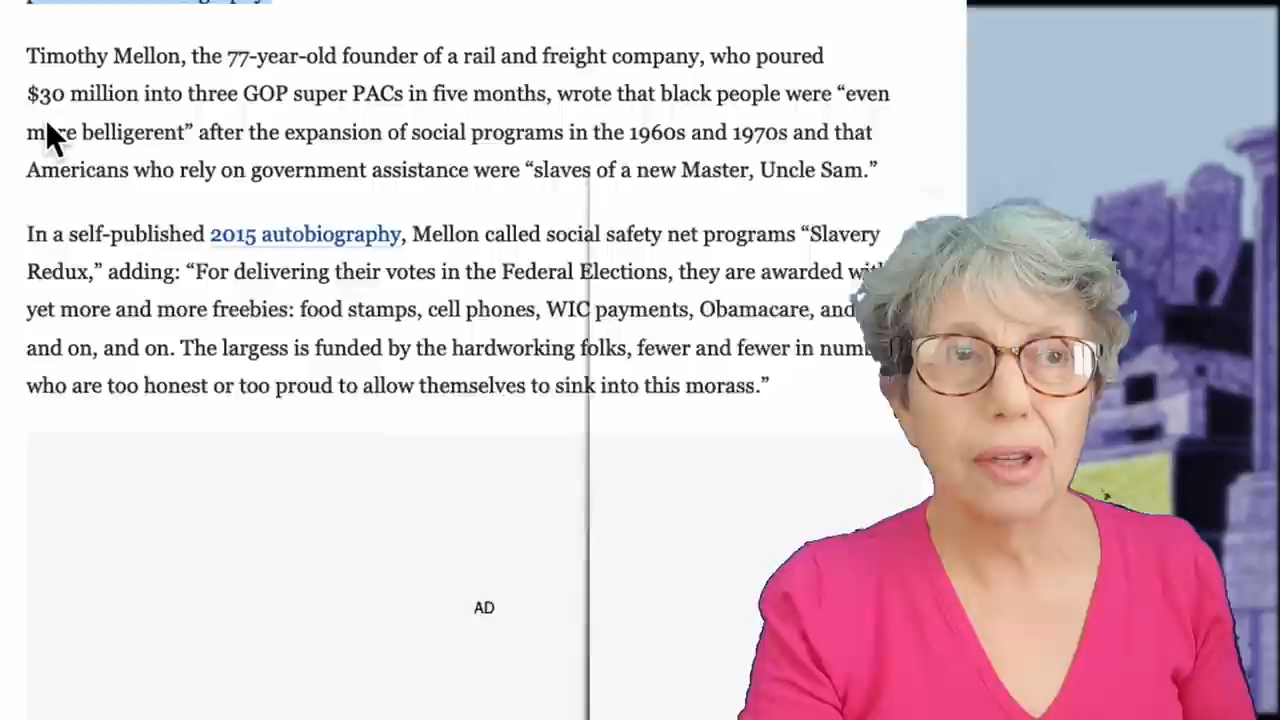 Timothy Mellon, the 77-year-old founder of a rail and freight company, who poured
$30 million into three GOP super PACs in five months, wrote that black people were “even
more belligerent” after the expansion of social programs in the 1960s and 1970s and that
Americans who rely on government assistance were “slaves of a new Master, Uncle Sam.”
In a self-published 2015 autobiography, Mellon called social safety net programs “Slavery
Redux,” adding: “For delivering their votes in the Federal Elections, they are awarded with
yet more and more freebies: food stamps, cell phones, WIC payments, Obamacare, and
and on, and on. The largess is funded by the hardworking folks, fewer and fewer in
who are too honest or too proud to allow themselves to sink into this morass.”
AD